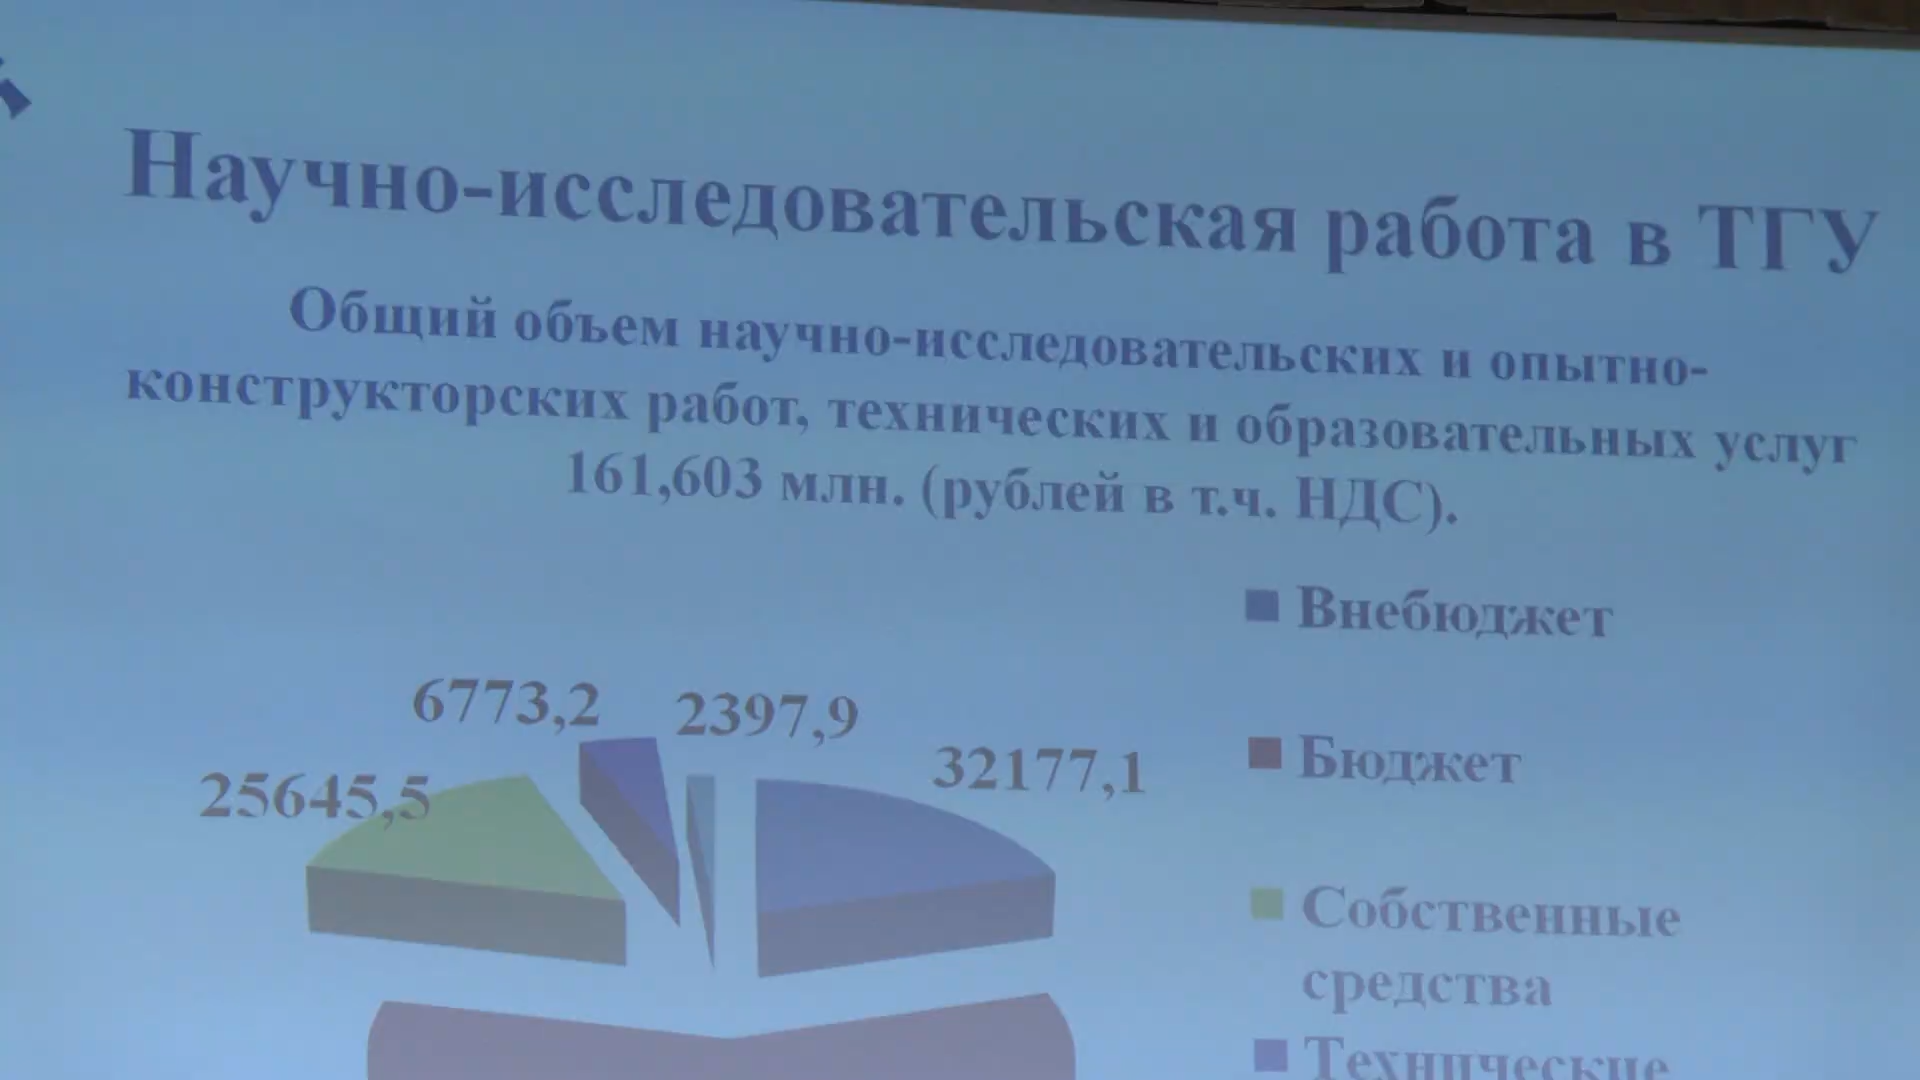 Научно-исследовательская работа в ТГУ
Общий объем научно-исследовательских и опытно-
конструкторских работ, технических и образовательных услуг
161,603 млн. (рублей в т.ч. НДС).
Внебюджет
6773,2
2397,9
32177,1
Бюджет
25645,5
Собственные
средства
Технические